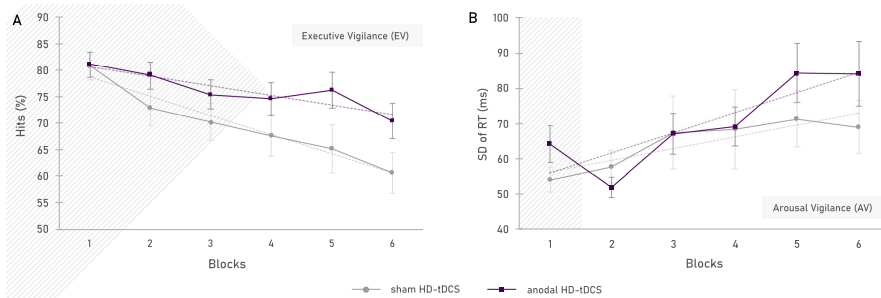 A
Executive Vigilance (EV)
Hits (%)
90
85
80
75
70
65
60
55
50
1 2 3 4 5 6
Blocks
B
SD of RT (ms)
100
90
80
70
60
50
40
Arousal Vigilance (AV)
1 2 3 4 5 6
Blocks
sham HD-tDCS
anodal HD-tDCS